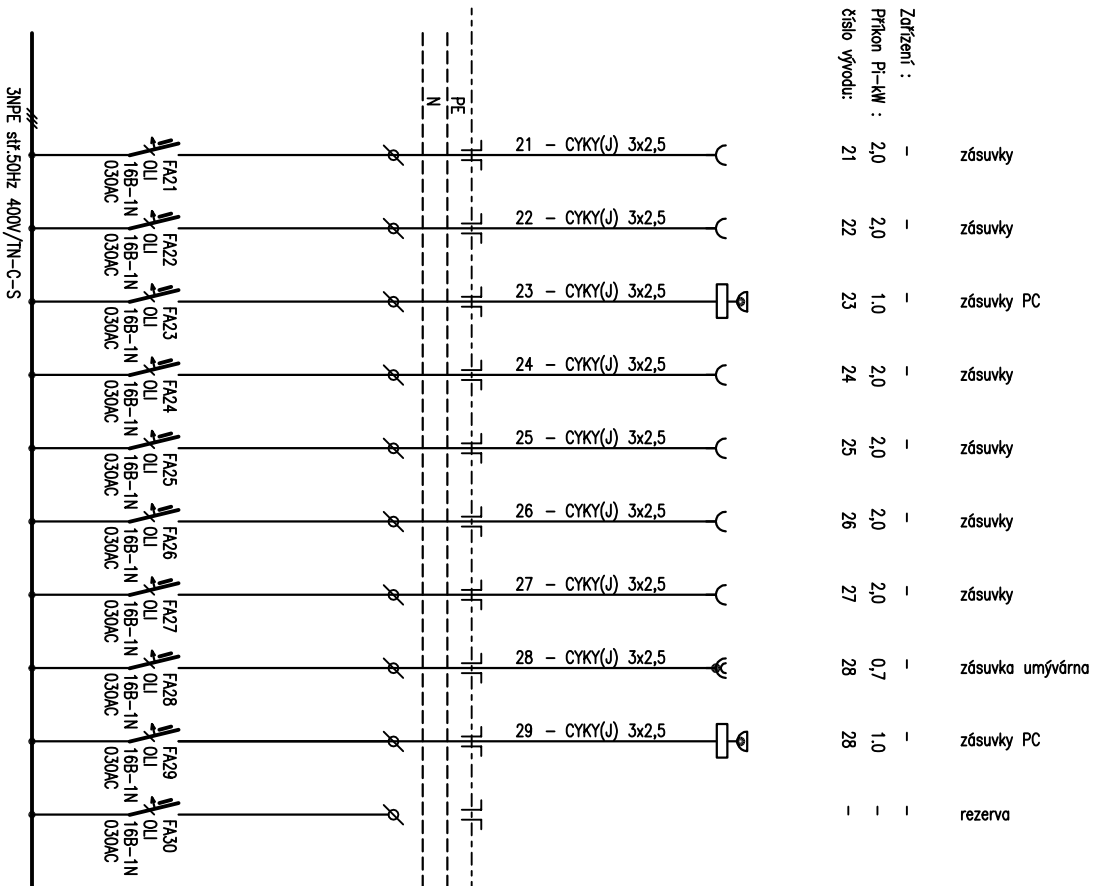 Zařízení :
Příkon Pi-kW :
číslo vývodu:
3NPE stř.50Hz 400V/TN-C-S
N
PE
FA21
OLI
16B-1N
030AC
21 - CYKY(J) 3x2,5
21
2,0
-
zásuvky
FA22
OLI
16B-1N
030AC
22 - CYKY(J) 3x2,5
22
2,0
-
zásuvky
FA23
OLI
16B-1N
030AC
23 - CYKY(J) 3x2,5
23
1.0
-
zásuvky PC
FA24
OLI
16B-1N
030AC
24 - CYKY(J) 3x2,5
24
2,0
-
zásuvky
FA25
OLI
16B-1N
030AC
25 - CYKY(J) 3x2,5
25
2,0
-
zásuvky
FA26
OLI
16B-1N
030AC
26 - CYKY(J) 3x2,5
26
2,0
-
zásuvky
FA27
OLI
16B-1N
030AC
27 - CYKY(J) 3x2,5
27
2,0
-
zásuvky
FA28
OLI
16B-1N
030AC
28 - CYKY(J) 3x2,5
28
0,7
-
zásuvka umývárna
FA29
OLI
16B-1N
030AC
29 - CYKY(J) 3x2,5
28
1.0
-
zásuvky PC
FA30
OLI
16B-1N
030AC
-
-
-
rezerva